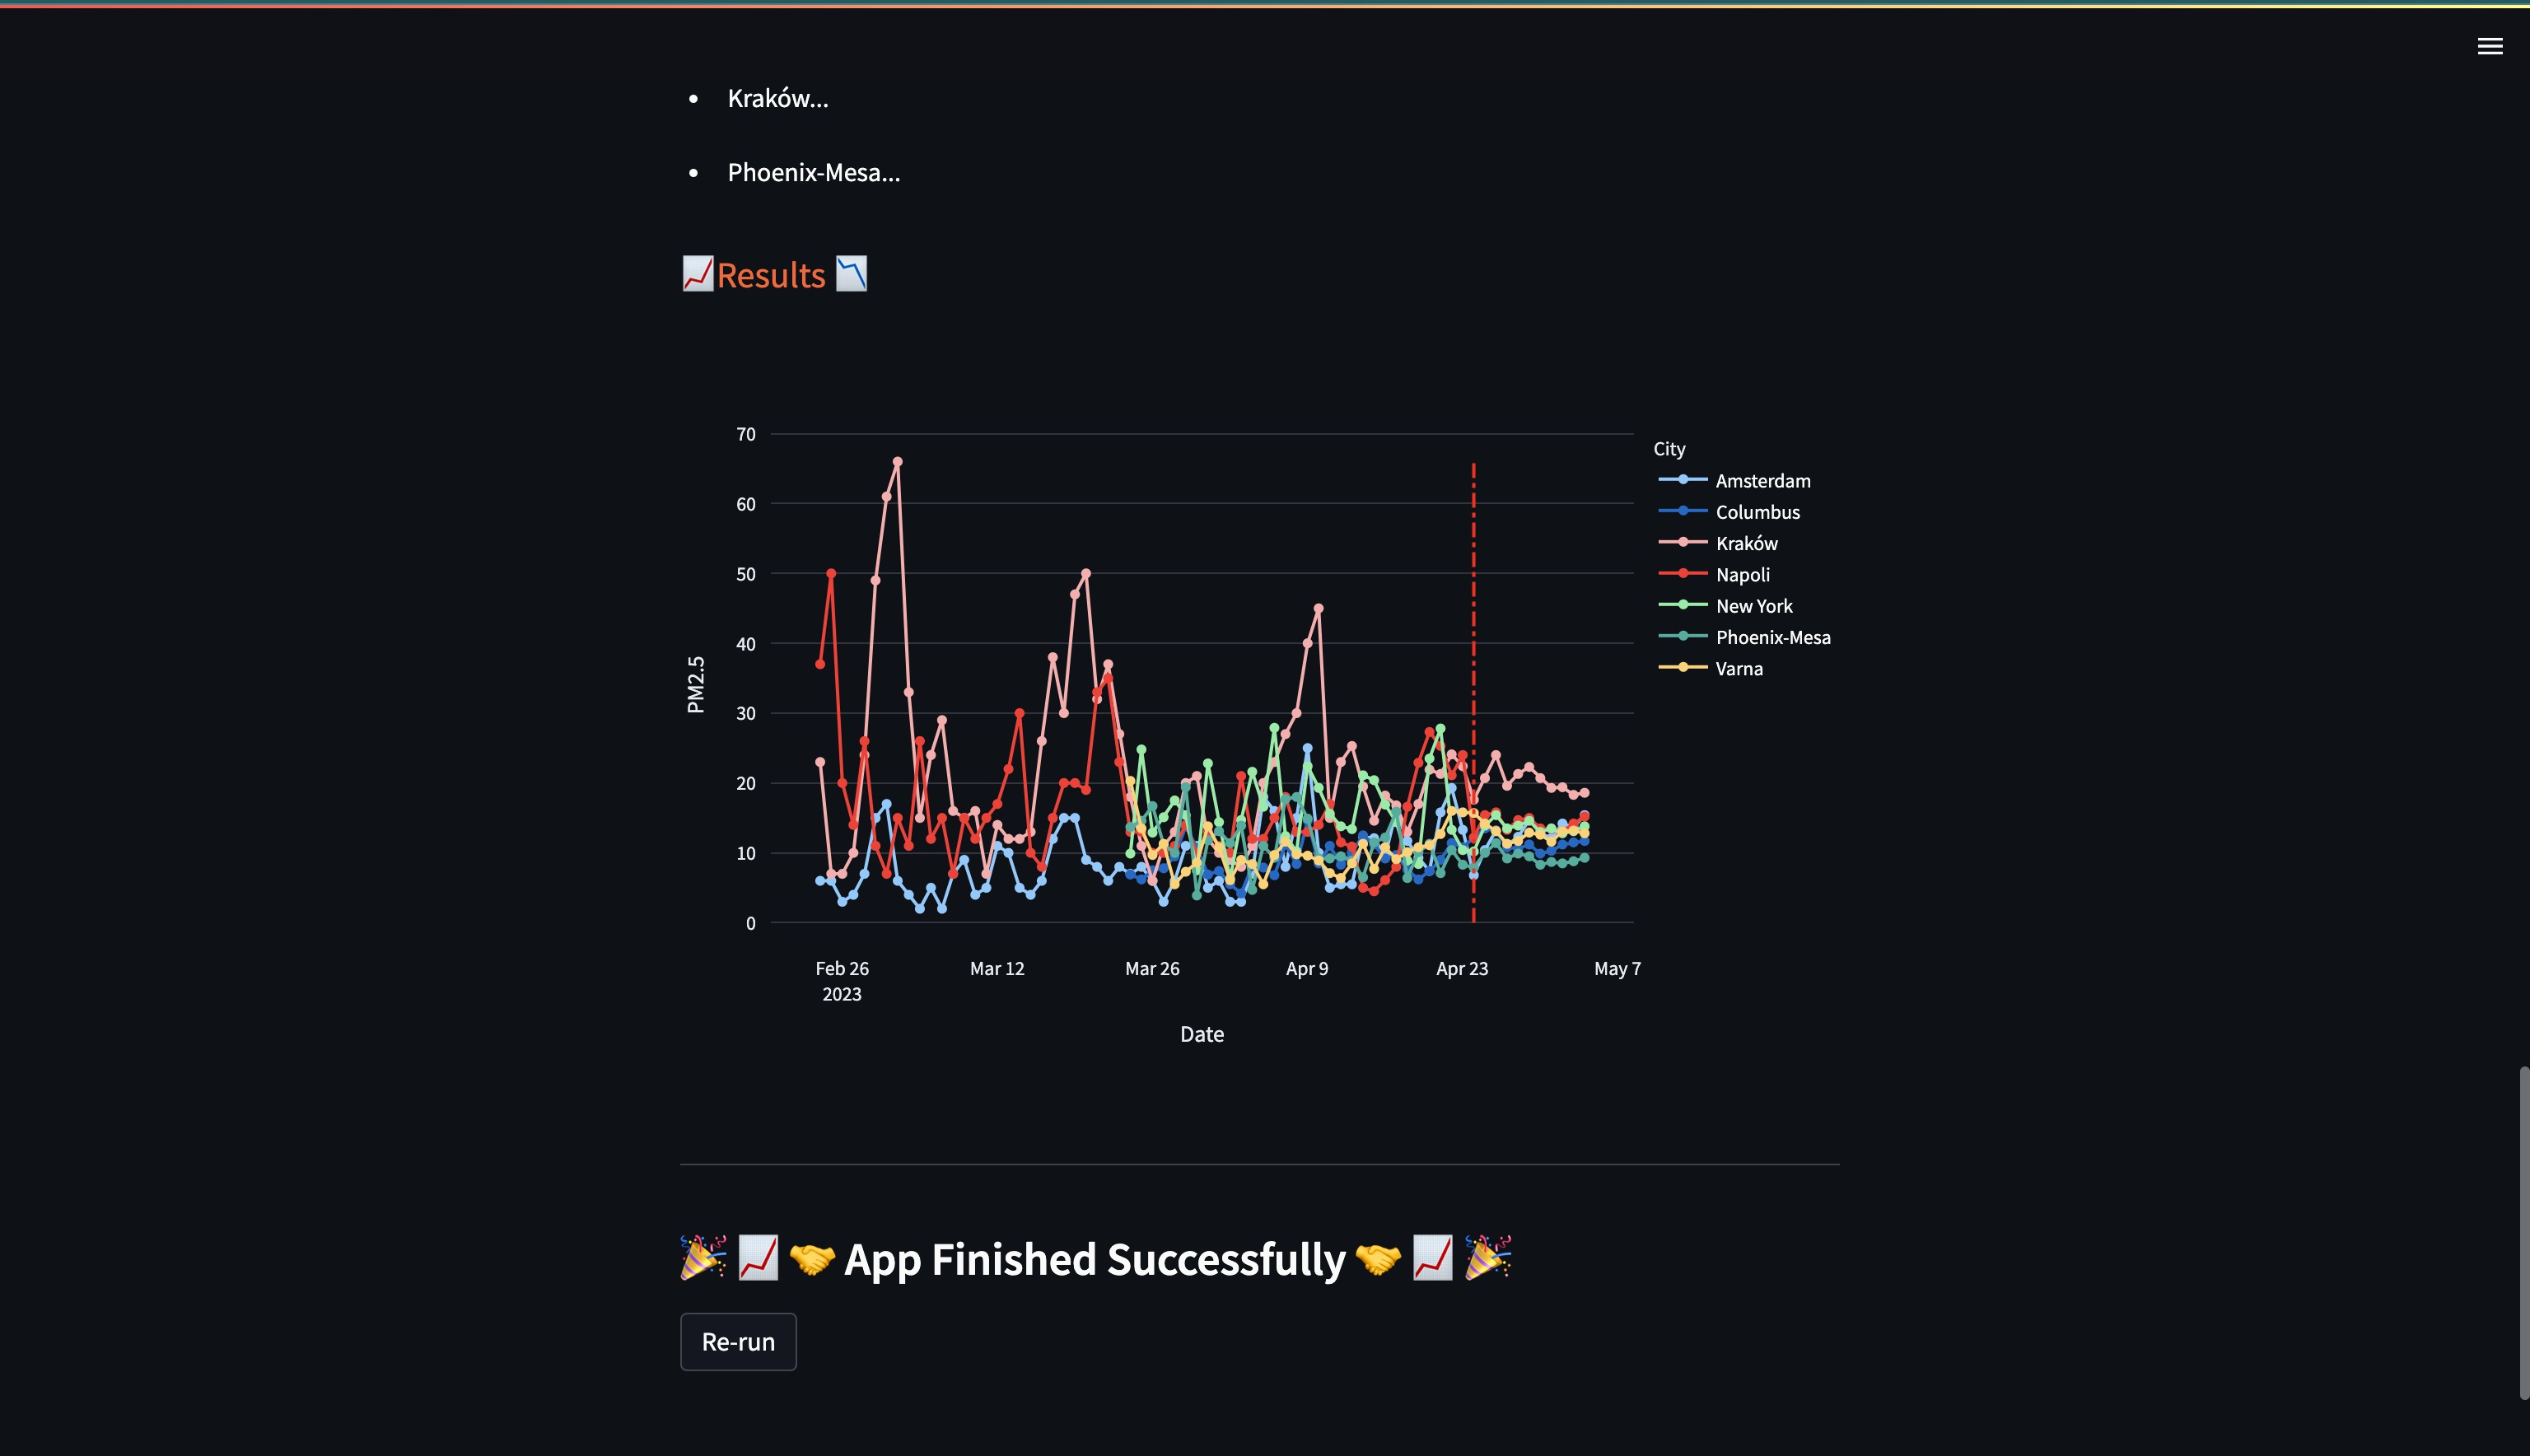 Kraków...
Phoenix-Mesa...
Results
70
60
50
40
30
20
10
0
PM2.5
Feb 26
2023
Mar 12
Mar 26
Apr 9
Apr 23
May 7
Date
City
Amsterdam
Columbus
Kraków
Napoli
New York
Phoenix-Mesa
Varna
App Finished Successfully
Re-run